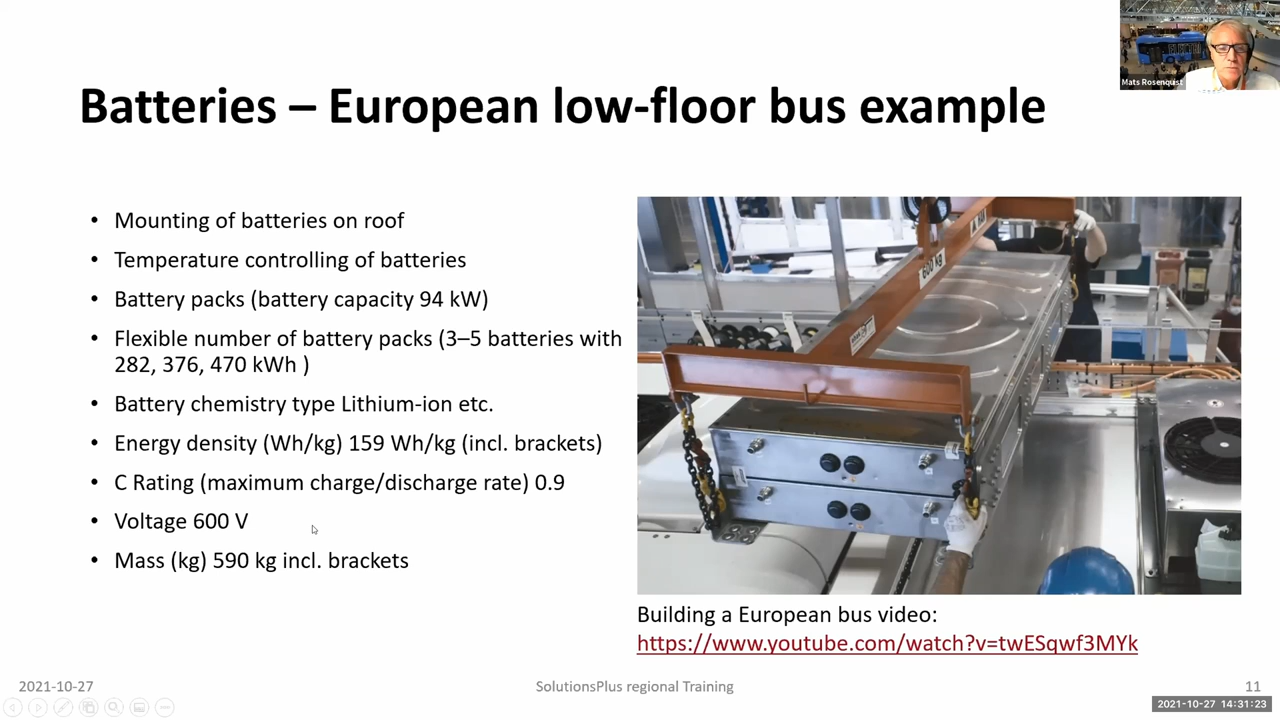 Mats Rosenquist
Batteries – European low-floor bus example
• Mounting of batteries on roof
• Temperature controlling of batteries
• Battery packs (battery capacity 94 kW)
• Flexible number of battery packs (3–5 batteries with
282, 376, 470 kWh )
• Battery chemistry type Lithium-ion etc.
• Energy density (Wh/kg) 159 Wh/kg (incl. brackets)
• C Rating (maximum charge/discharge rate) 0.9
• Voltage 600 V
• Mass (kg) 590 kg incl. brackets
600 Kg
Building a European bus video:
https://www.youtube.com/watch?v=twESqwf3MYk
2021-10-27
SolutionsPlus regional Training
11
2021-10-27 14:31:23